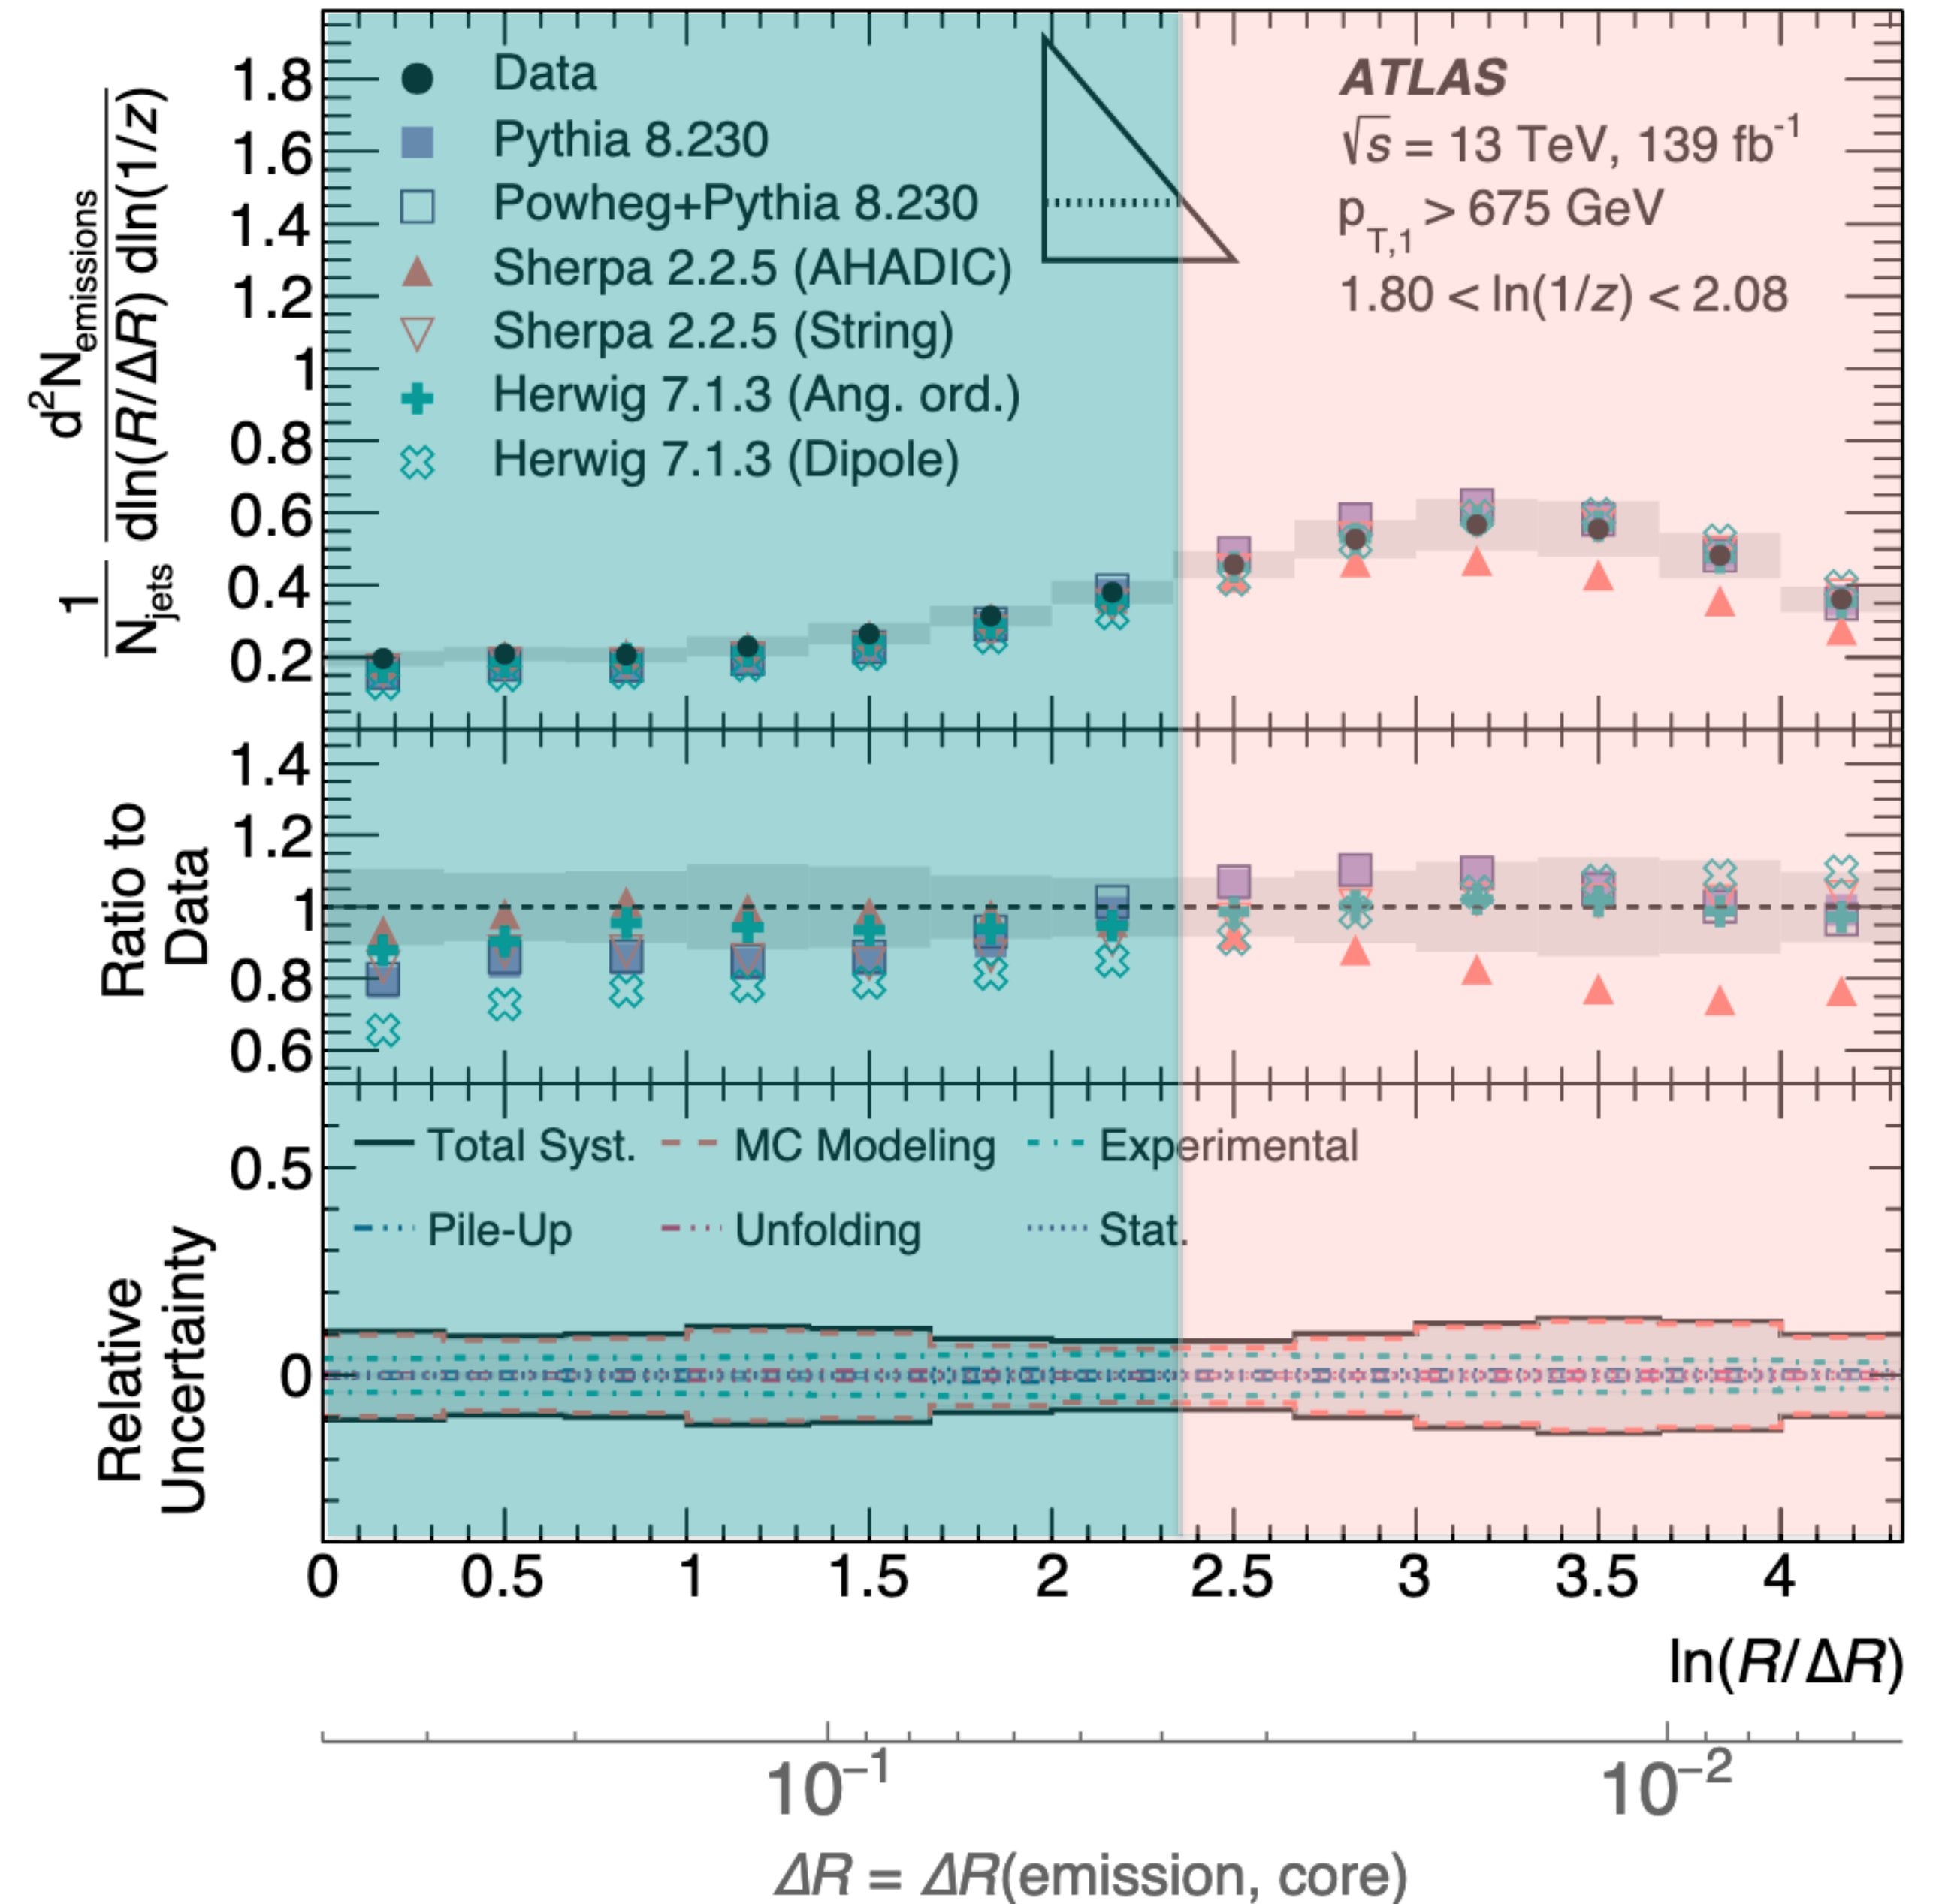 1.8
1.6
1.4
1.2
1
0.8
0.6
0.4
0.2
1/N_jets d²N_emissions/dln(R/ΔR) dln(1/z)
Data
Pythia 8.230
Powheg+Pythia 8.230
Sherpa 2.2.5 (AHADIC)
Sherpa 2.2.5 (String)
Herwig 7.1.3 (Ang. ord.)
Herwig 7.1.3 (Dipole)
ATLAS
√s = 13 TeV, 139 fb⁻¹
p_T,1 > 675 GeV
1.80 < ln(1/z) < 2.08
1.4
1.2
1
0.8
0.6
Ratio to
Data
Total Syst. MC Modeling Experimental
Pile-Up Unfolding Stat.
0.5
0
Relative
Uncertainty
0 0.5 1 1.5 2 2.5 3 3.5 4
ln(R/ΔR)
10⁻¹ 10⁻²
ΔR = ΔR(emission, core)